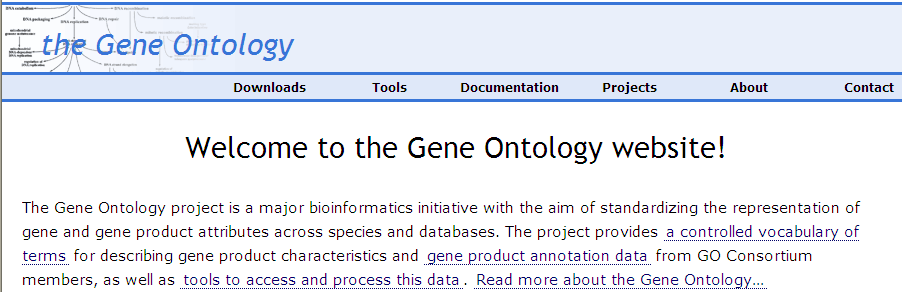 DNA catabolism
DNA recombination
DNA packaging
DNA replication
DNA repair
mitochondrial
the Gene Ontology
Downloads Tools Documentation Projects About Contact
Welcome to the Gene Ontology website!
The Gene Ontology project is a major bioinformatics initiative with the aim of standardizing the representation of
gene and gene product attributes across species and databases. The project provides a controlled vocabulary of
terms for describing gene product characteristics and gene product annotation data from GO Consortium
members, as well as tools to access and process this data. Read more about the Gene Ontology...